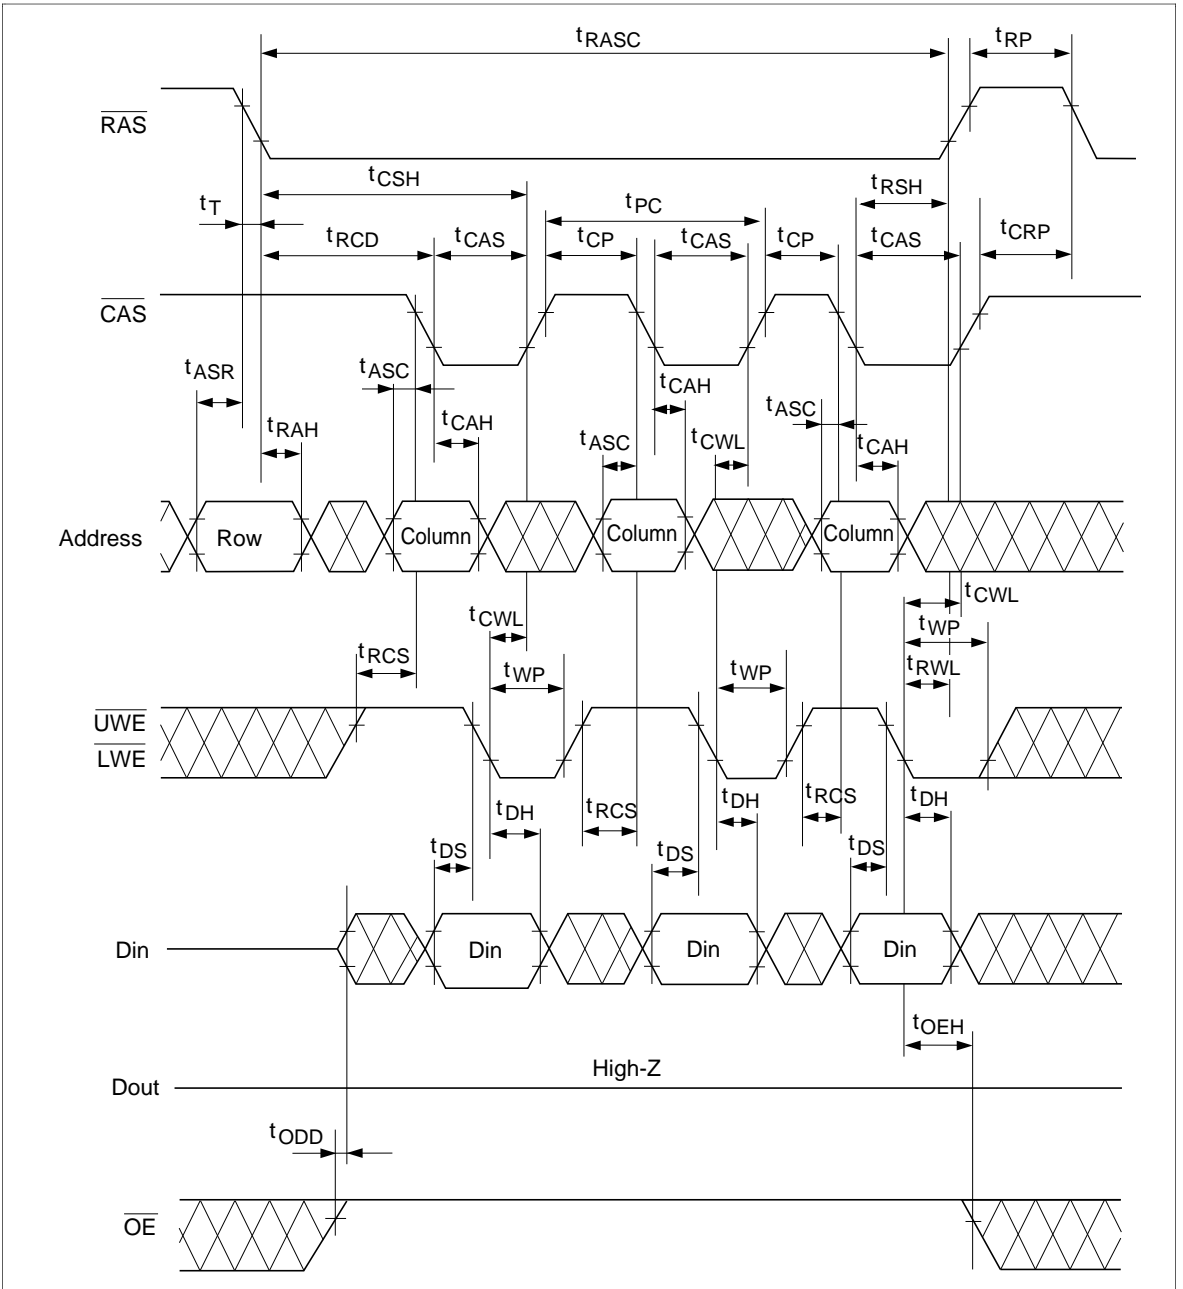 tRASC tRP
RAS
tCSH tRSH
tT tPC
tRCD tCAS tCP tCAS tCP tCAS tCRP
CAS
tASR tASC tCAH tASC
tRAH tCAH tASC tCWL tCAH
Address Row Column Column Column
tCWL tCWL
tRCS tWP tWP tWP
tRWL
UWE
LWE
tDH tRCS tDH tRCS tDH
tDS tDS tDS
Din Din Din Din
tOEH
Dout High-Z
tODD
OE